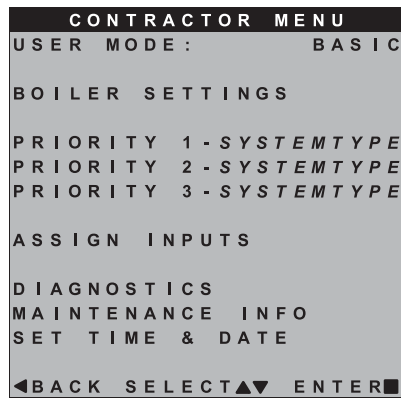 CONTRACTOR MENU
USER MODE: BASIC
BOILER SETTINGS
PRIORITY 1-SYSTEMTYPE
PRIORITY 2-SYSTEMTYPE
PRIORITY 3-SYSTEMTYPE
ASSIGN INPUTS
DIAGNOSTICS
MAINTENANCE INFO
SET TIME & DATE
◀BACK SELECT▲▼ ENTER■